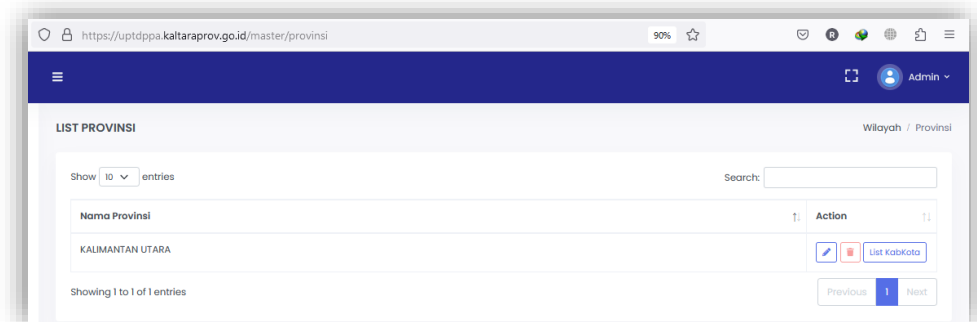 https://uptdppa.kaltaraprov.go.id/master/provinsi 90%
Admin
LIST PROVINSI Wilayah / Provinsi
Show 10 entries Search:
Nama Provinsi Action
KALIMANTAN UTARA List KabKota
Showing 1 to 1 of 1 entries Previous 1 Next